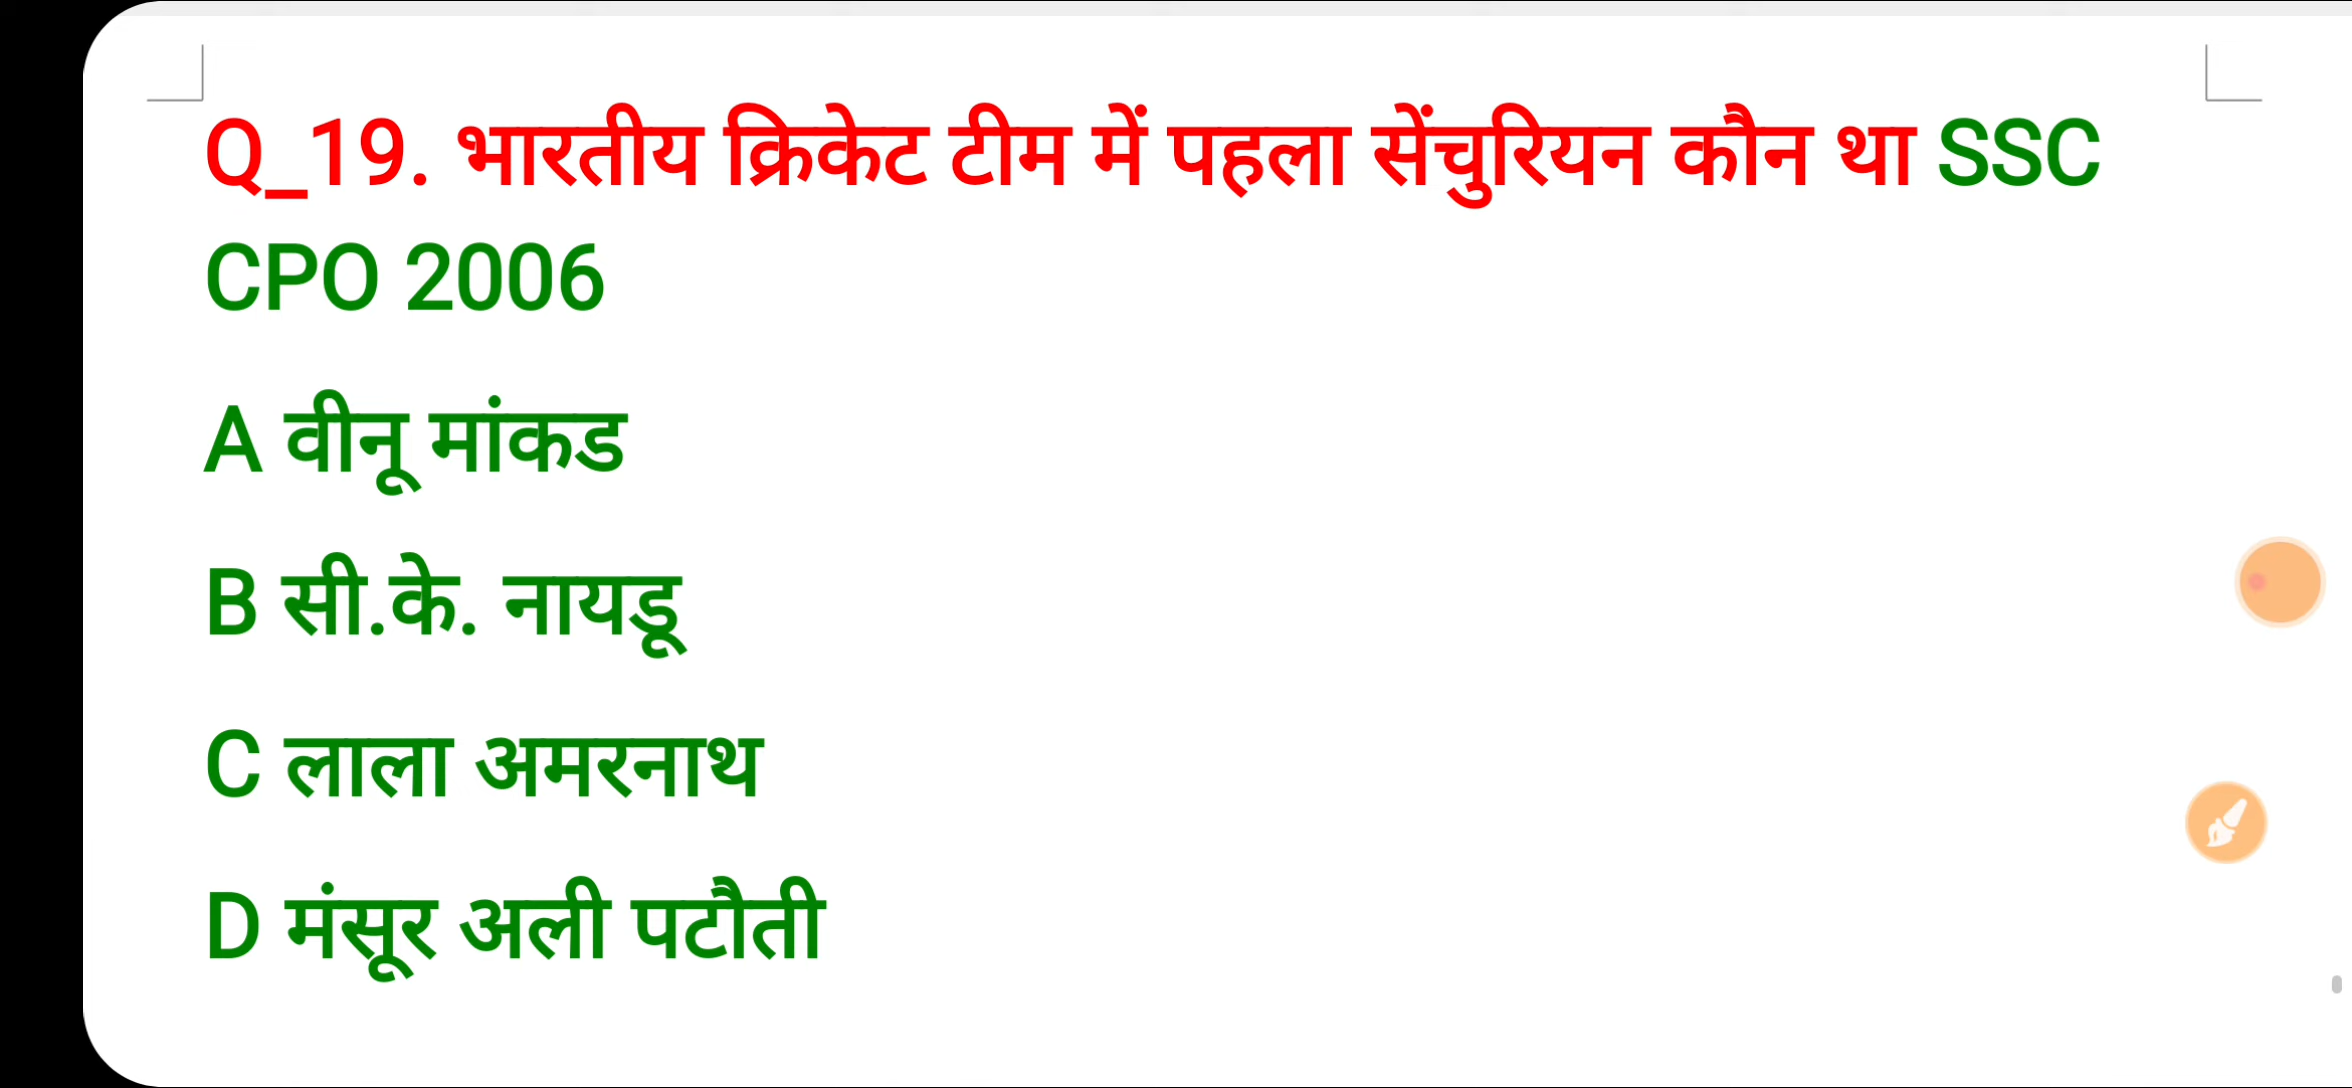 Q_19. भारतीय क्रिकेट टीम में पहला सेंचुरियन कौन था SSC
CPO 2006
A वीनू मांकड
B सी.के. नायडू
C लाला अमरनाथ
D मंसूर अली पटौती